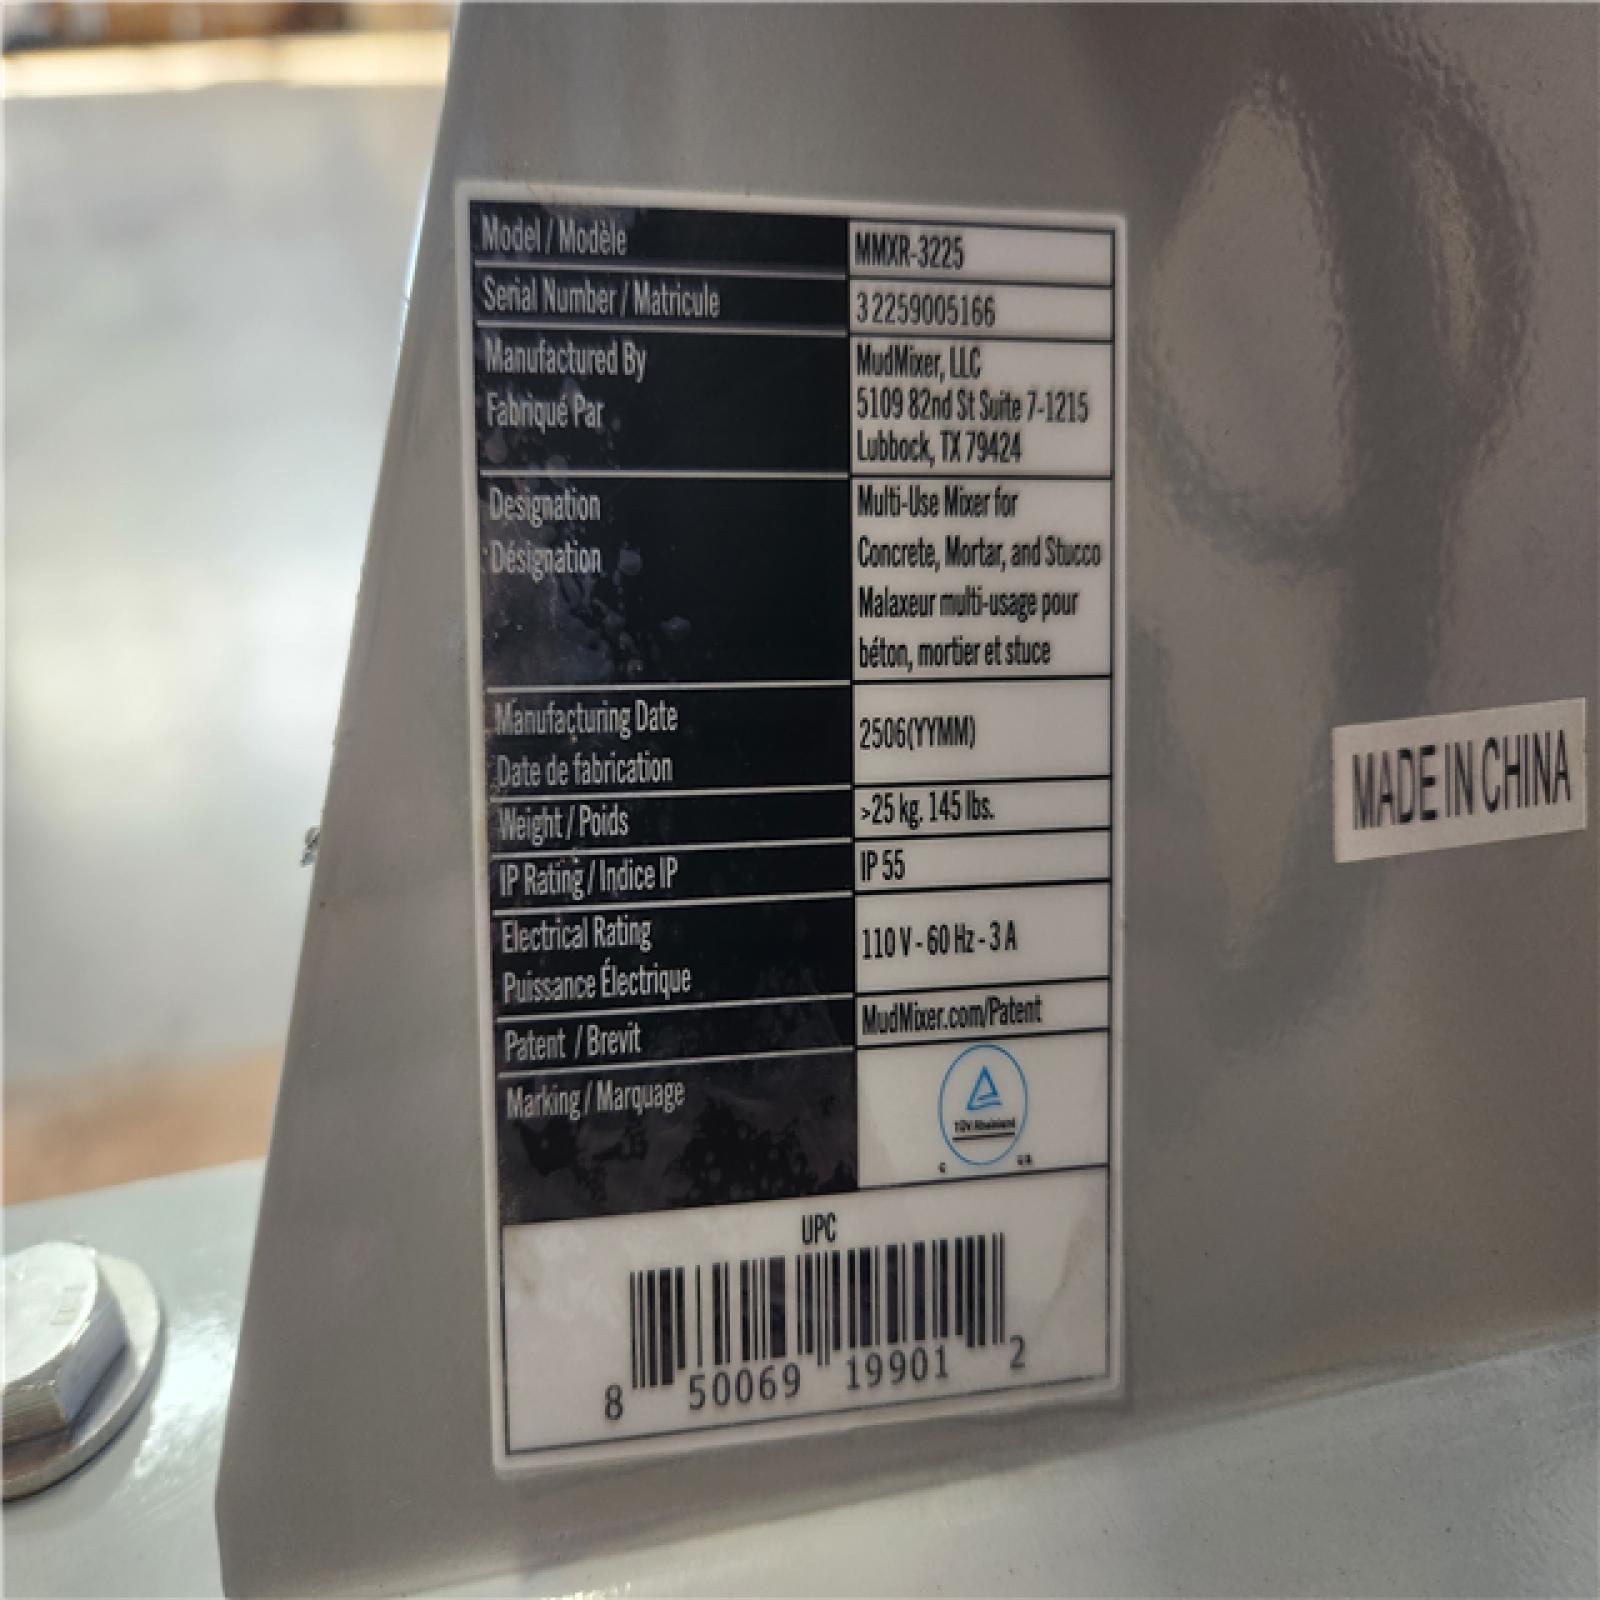 Model / Modèle MMXR-3225
Serial Number / Matricule 32259005166
Manufactured By
Fabriqué Par
MudMixer, LLC
5109 82nd St Suite 7-1215
Lubbock, TX 79424
Designation
Désignation
Multi-Use Mixer for
Concrete, Mortar, and Stucco
Malaxeur multi-usage pour
béton, mortier et stuce
Manufacturing Date
Date de fabrication
2506(YYMM)
Weight / Poids >25 kg. 145 lbs.
IP Rating / Indice IP IP 55
Electrical Rating
Puissance Électrique
110 V - 60 Hz - 3 A
Patent / Brevit MudMixer.com/Patent
Marking / Marquage
TÜV Rheinland
C US
UPC
8 50069 19901 2
MADE IN CHINA